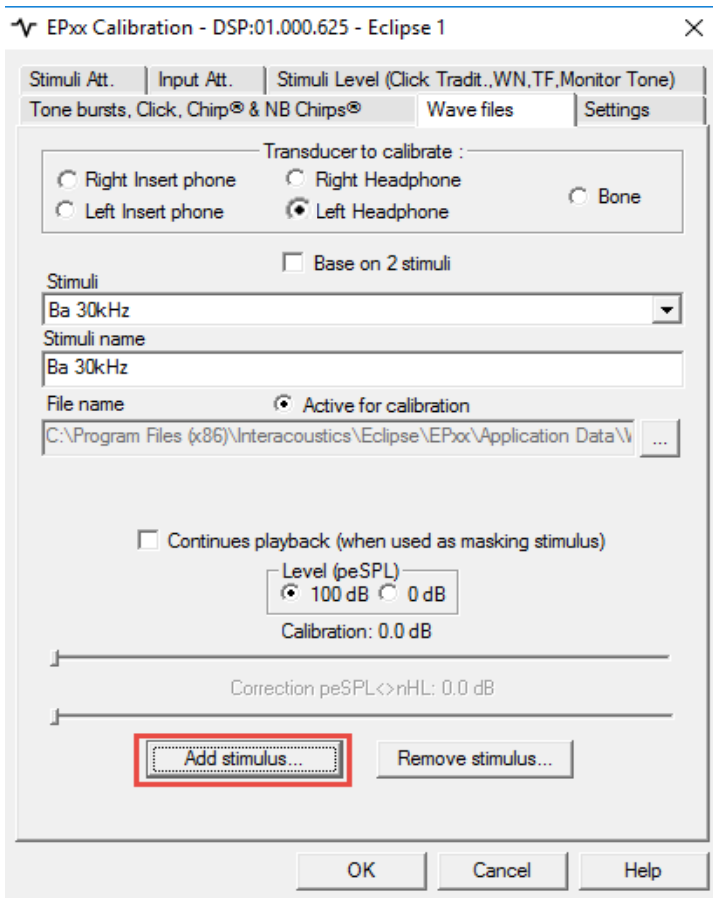 EPxx Calibration - DSP:01.000.625 - Eclipse 1
Stimuli Att. Input Att. Stimuli Level (Click Tradit.,WN,TF,Monitor Tone)
Tone bursts, Click, Chirp® & NB Chirps® Wave files Settings
Transducer to calibrate :
Right Insert phone Right Headphone
Bone
Left Insert phone Left Headphone
Base on 2 stimuli
Stimuli
Ba 30kHz
Stimuli name
Ba 30kHz
File name Active for calibration
C:\Program Files (x86)\Interacoustics\Eclipse\EPxx\Application Data\ ...
Continues playback (when used as masking stimulus)
Level (peSPL)
100 dB 0 dB
Calibration: 0.0 dB
Correction peSPL<>nHL: 0.0 dB
Add stimulus... Remove stimulus...
OK Cancel Help